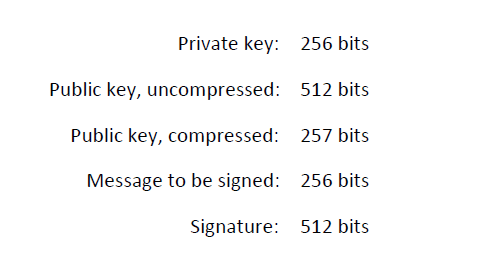 Private key: 256 bits
Public key, uncompressed: 512 bits
Public key, compressed: 257 bits
Message to be signed: 256 bits
Signature: 512 bits